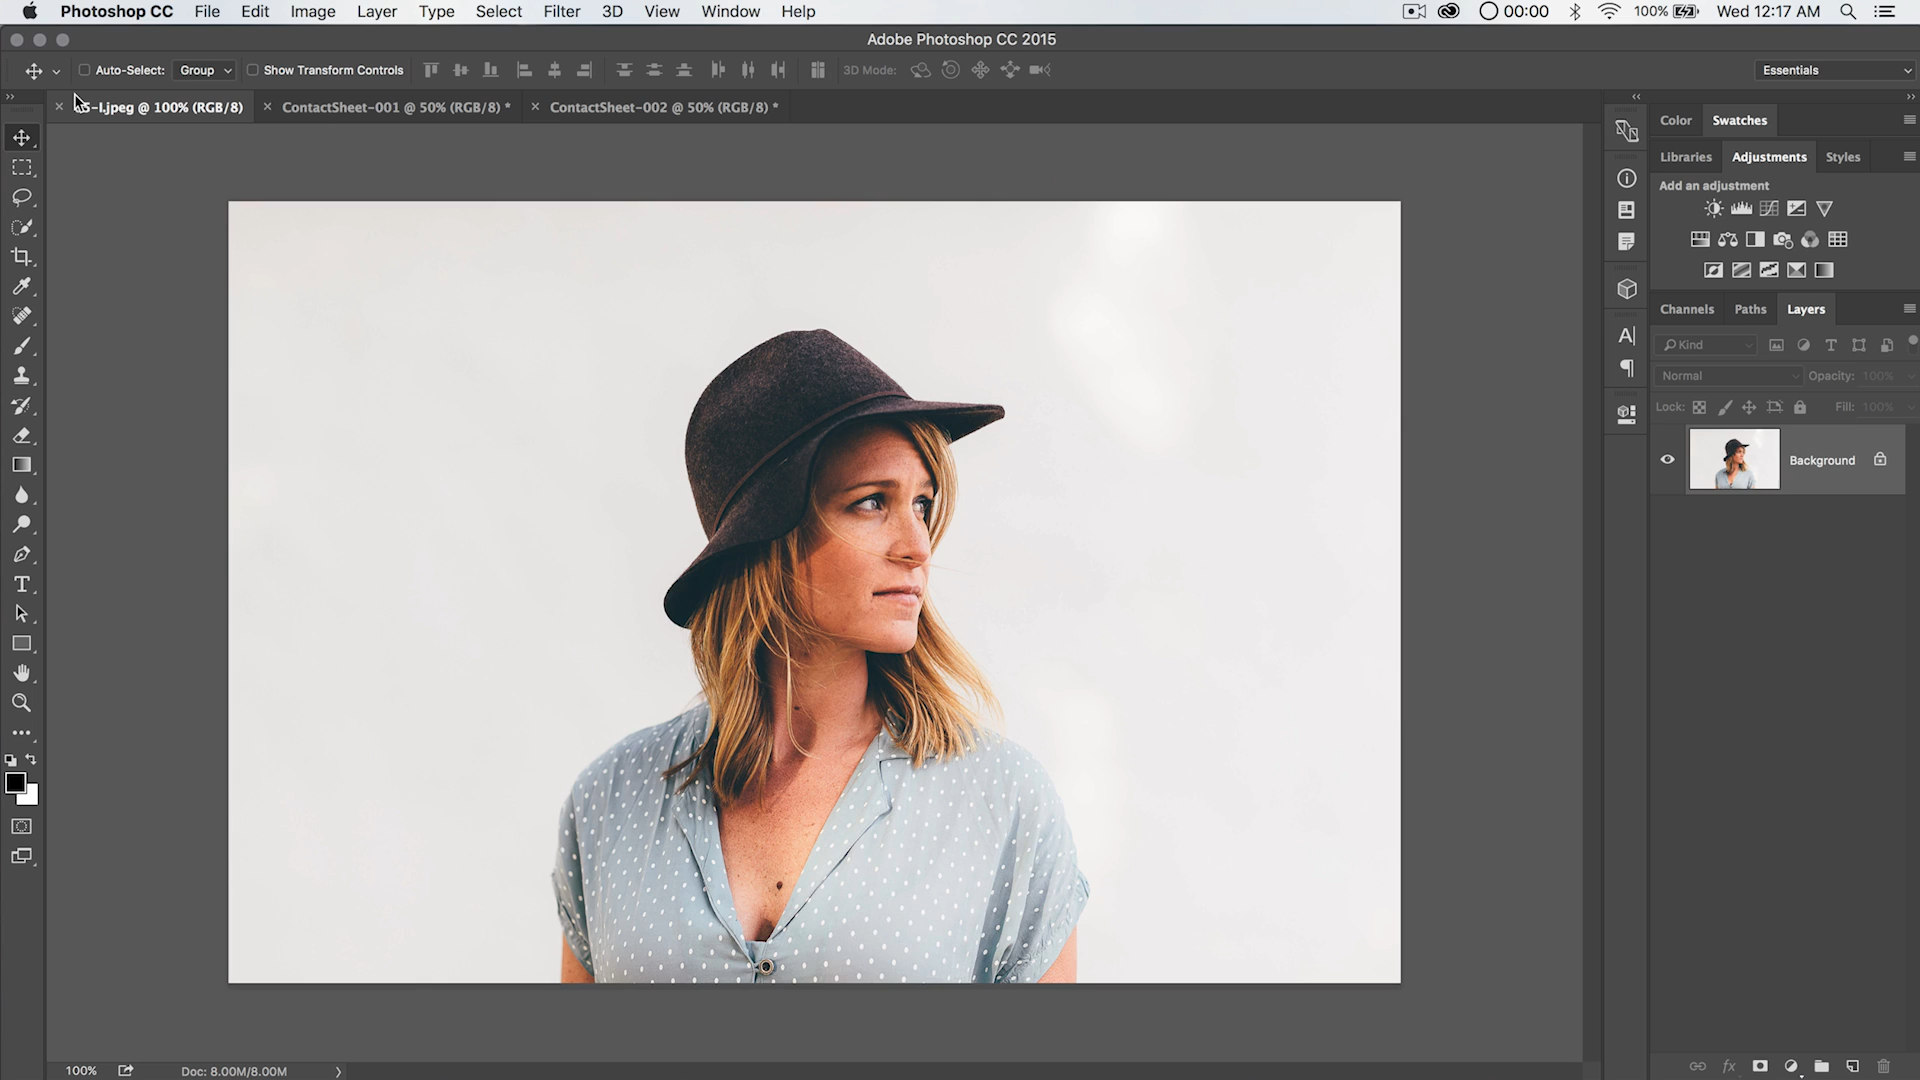 Photoshop CC File Edit Image Layer Type Select Filter 3D View Window Help 00:00 100% Wed 12:17 AM
Adobe Photoshop CC 2015
Auto-Select: Group Show Transform Controls 3D Mode: Essentials
5-I.jpeg @ 100% (RGB/8) ContactSheet-001 @ 50% (RGB/8) * ContactSheet-002 @ 50% (RGB/8) *
Color Swatches
Libraries Adjustments Styles
Add an adjustment
Channels Paths Layers
Kind
Normal Opacity: 100%
Lock: Fill: 100%
Background
100% Doc: 8.00M/8.00M